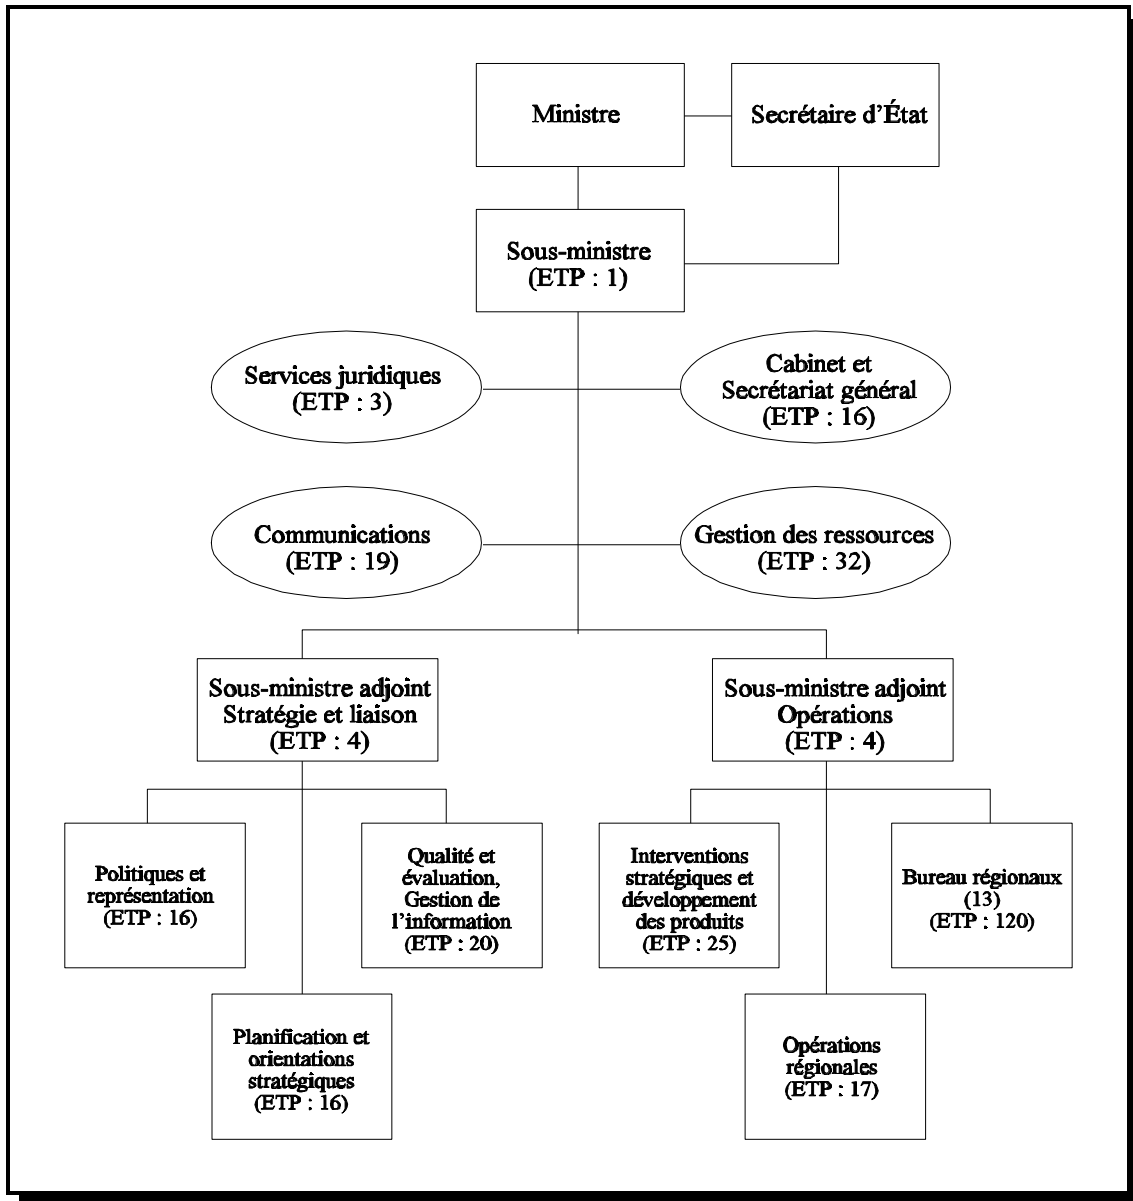 Ministre
Secrétaire d'État
Sous-ministre
(ETP : 1)
Services juridiques
(ETP : 3)
Cabinet et
Secrétariat général
(ETP : 16)
Communications
(ETP : 19)
Gestion des ressources
(ETP : 32)
Sous-ministre adjoint
Stratégie et liaison
(ETP : 4)
Sous-ministre adjoint
Opérations
(ETP : 4)
Politiques et
représentation
(ETP : 16)
Qualité et
évaluation,
Gestion de
l'information
(ETP : 20)
Interventions
stratégiques et
développement
des produits
(ETP : 25)
Bureau régionaux
(13)
(ETP : 120)
Planification et
orientations
stratégiques
(ETP : 16)
Opérations
régionales
(ETP : 17)